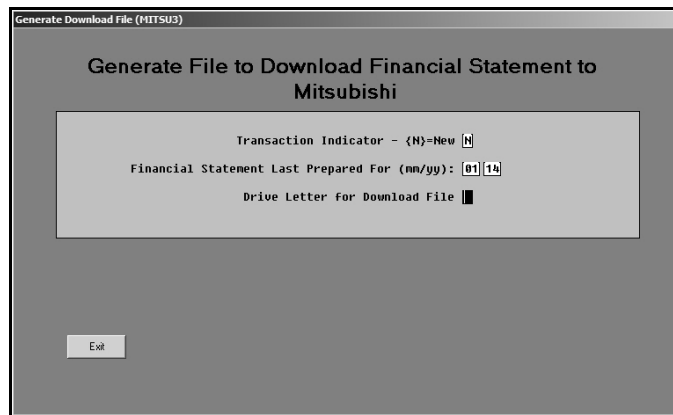 Generate Download File (MITSU3)
Generate File to Download Financial Statement to
Mitsubishi
Transaction Indicator - {N}=New N
Financial Statement Last Prepared For (mm/yy): 01 14
Drive Letter for Download File
Exit